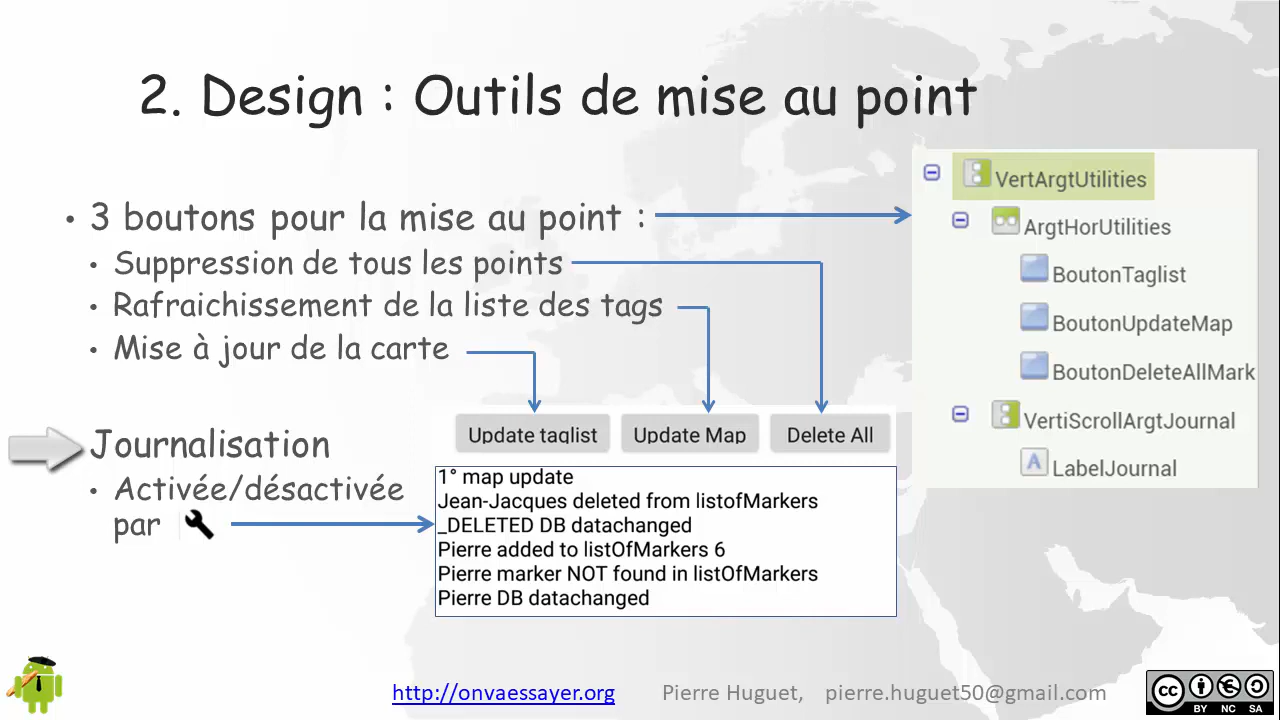 2. Design : Outils de mise au point
• 3 boutons pour la mise au point :
• Suppression de tous les points
• Rafraichissement de la liste des tags
• Mise à jour de la carte
Journalisation
• Activée/désactivée
par
Update taglist
Update Map
Delete All
1° map update
Jean-Jacques deleted from listofMarkers
_DELETED DB datachanged
Pierre added to listOfMarkers 6
Pierre marker NOT found in listOfMarkers
Pierre DB datachanged
VertArgtUtilities
ArgtHorUtilities
BoutonTaglist
BoutonUpdateMap
BoutonDeleteAllMark
VertiScrollArgtJournal
A LabelJournal
http://onvaessayer.org
Pierre Huguet, pierre.huguet50@gmail.com
cc
BY NC SA